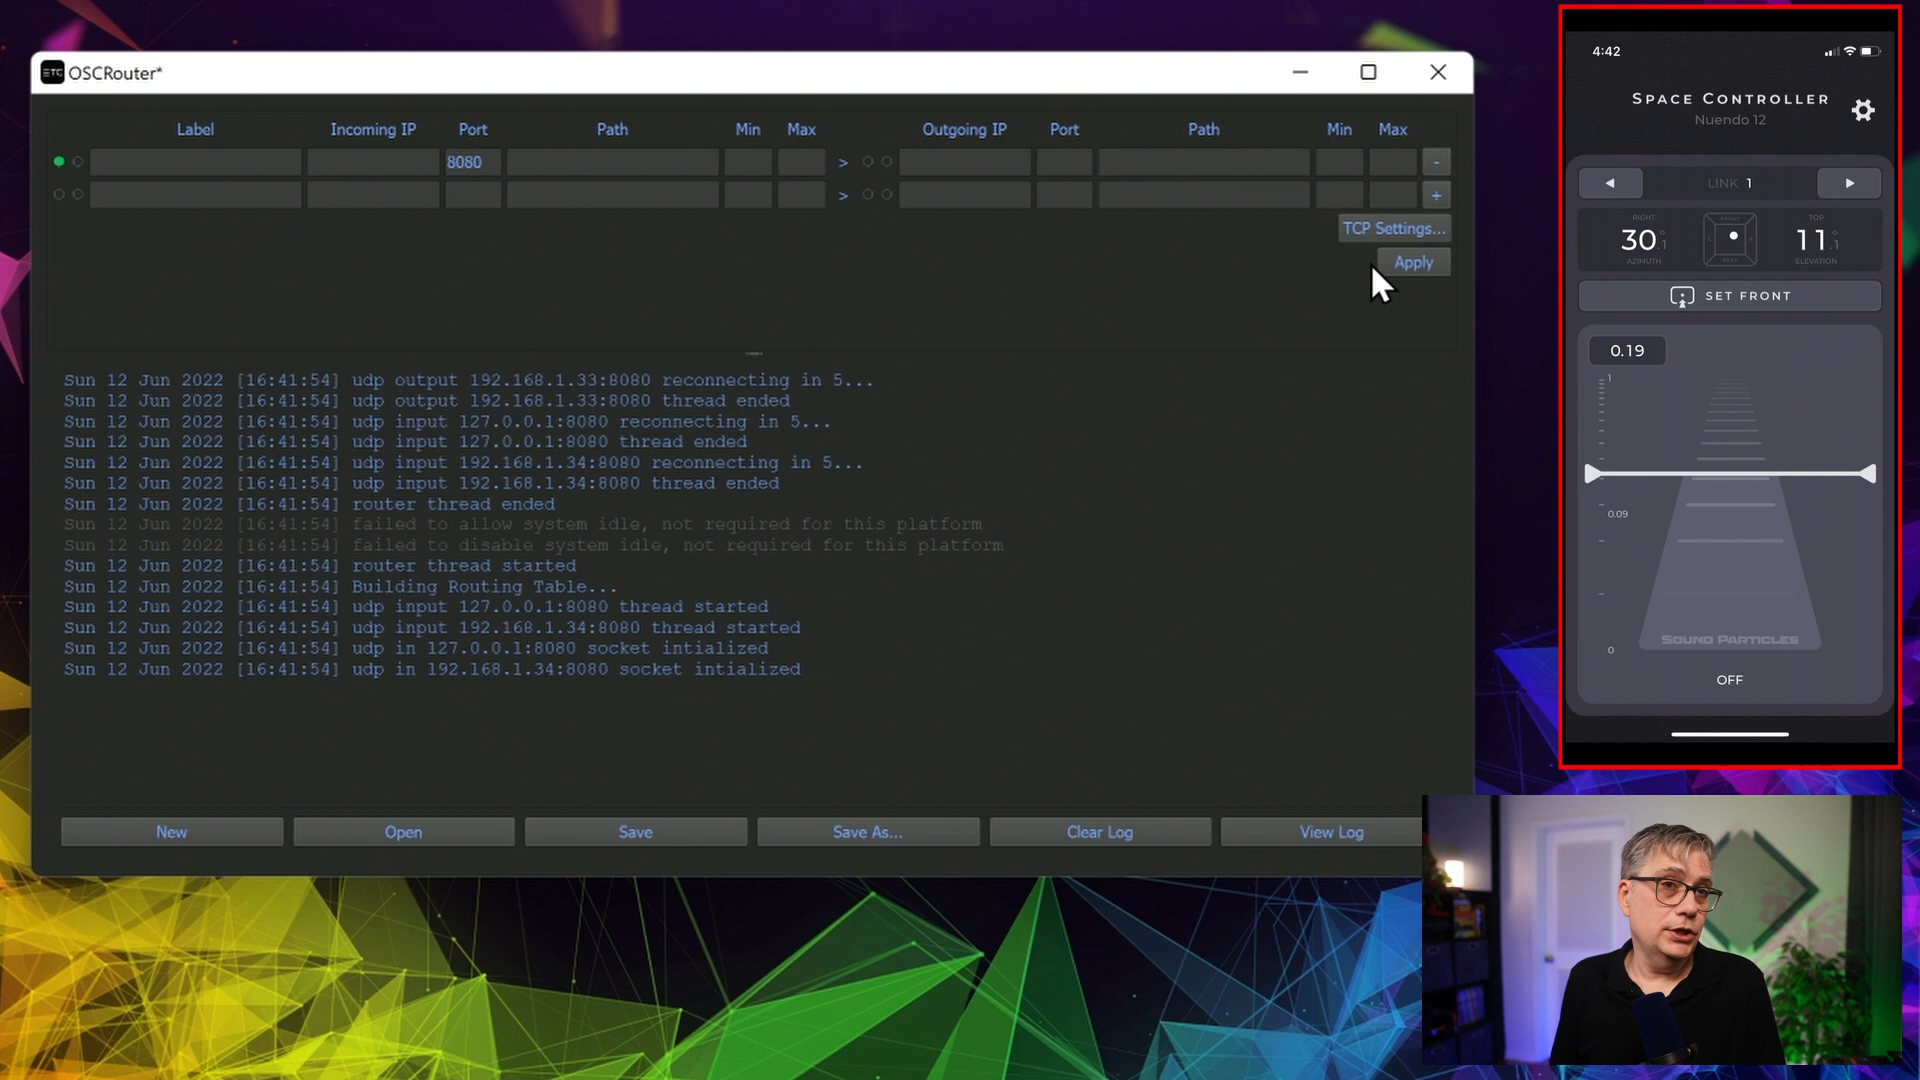 ETC OSCRouter*
Label Incoming IP Port Path Min Max Outgoing IP Port Path Min Max
8080 > -
> +
TCP Settings...
Apply
Sun 12 Jun 2022 [16:41:54] udp output 192.168.1.33:8080 reconnecting in 5...
Sun 12 Jun 2022 [16:41:54] udp output 192.168.1.33:8080 thread ended
Sun 12 Jun 2022 [16:41:54] udp input 127.0.0.1:8080 reconnecting in 5...
Sun 12 Jun 2022 [16:41:54] udp input 127.0.0.1:8080 thread ended
Sun 12 Jun 2022 [16:41:54] udp input 192.168.1.34:8080 reconnecting in 5...
Sun 12 Jun 2022 [16:41:54] udp input 192.168.1.34:8080 thread ended
Sun 12 Jun 2022 [16:41:54] router thread ended
Sun 12 Jun 2022 [16:41:54] failed to allow system idle, not required for this platform
Sun 12 Jun 2022 [16:41:54] failed to disable system idle, not required for this platform
Sun 12 Jun 2022 [16:41:54] router thread started
Sun 12 Jun 2022 [16:41:54] Building Routing Table...
Sun 12 Jun 2022 [16:41:54] udp input 127.0.0.1:8080 thread started
Sun 12 Jun 2022 [16:41:54] udp input 192.168.1.34:8080 thread started
Sun 12 Jun 2022 [16:41:54] udp in 127.0.0.1:8080 socket intialized
Sun 12 Jun 2022 [16:41:54] udp in 192.168.1.34:8080 socket intialized
New Open Save Save As... Clear Log View Log
4:42
SPACE CONTROLLER
Nuendo 12
LINK 1
RIGHT TOP
30.1° 11.1°
AZIMUTH ELEVATION
SET FRONT
0.19
1
0.09
SOUND PARTICLES
0
OFF